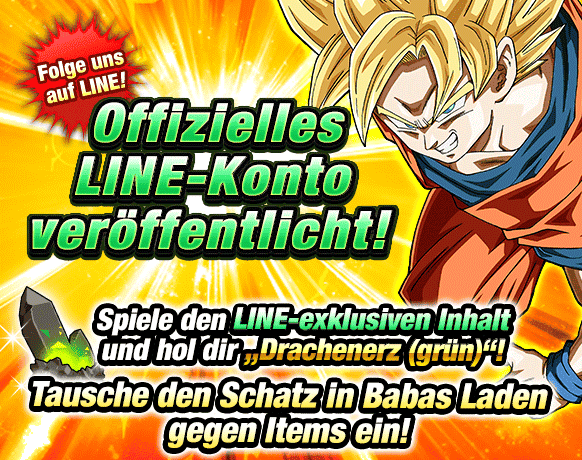 Folge uns
auf LINE!
Offizielles
LINE-Konto
veröffentlicht!
Spiele den LINE-exklusiven Inhalt
und hol dir „Drachenerz (grün)“!
Tausche den Schatz in Babas Laden
gegen Items ein!